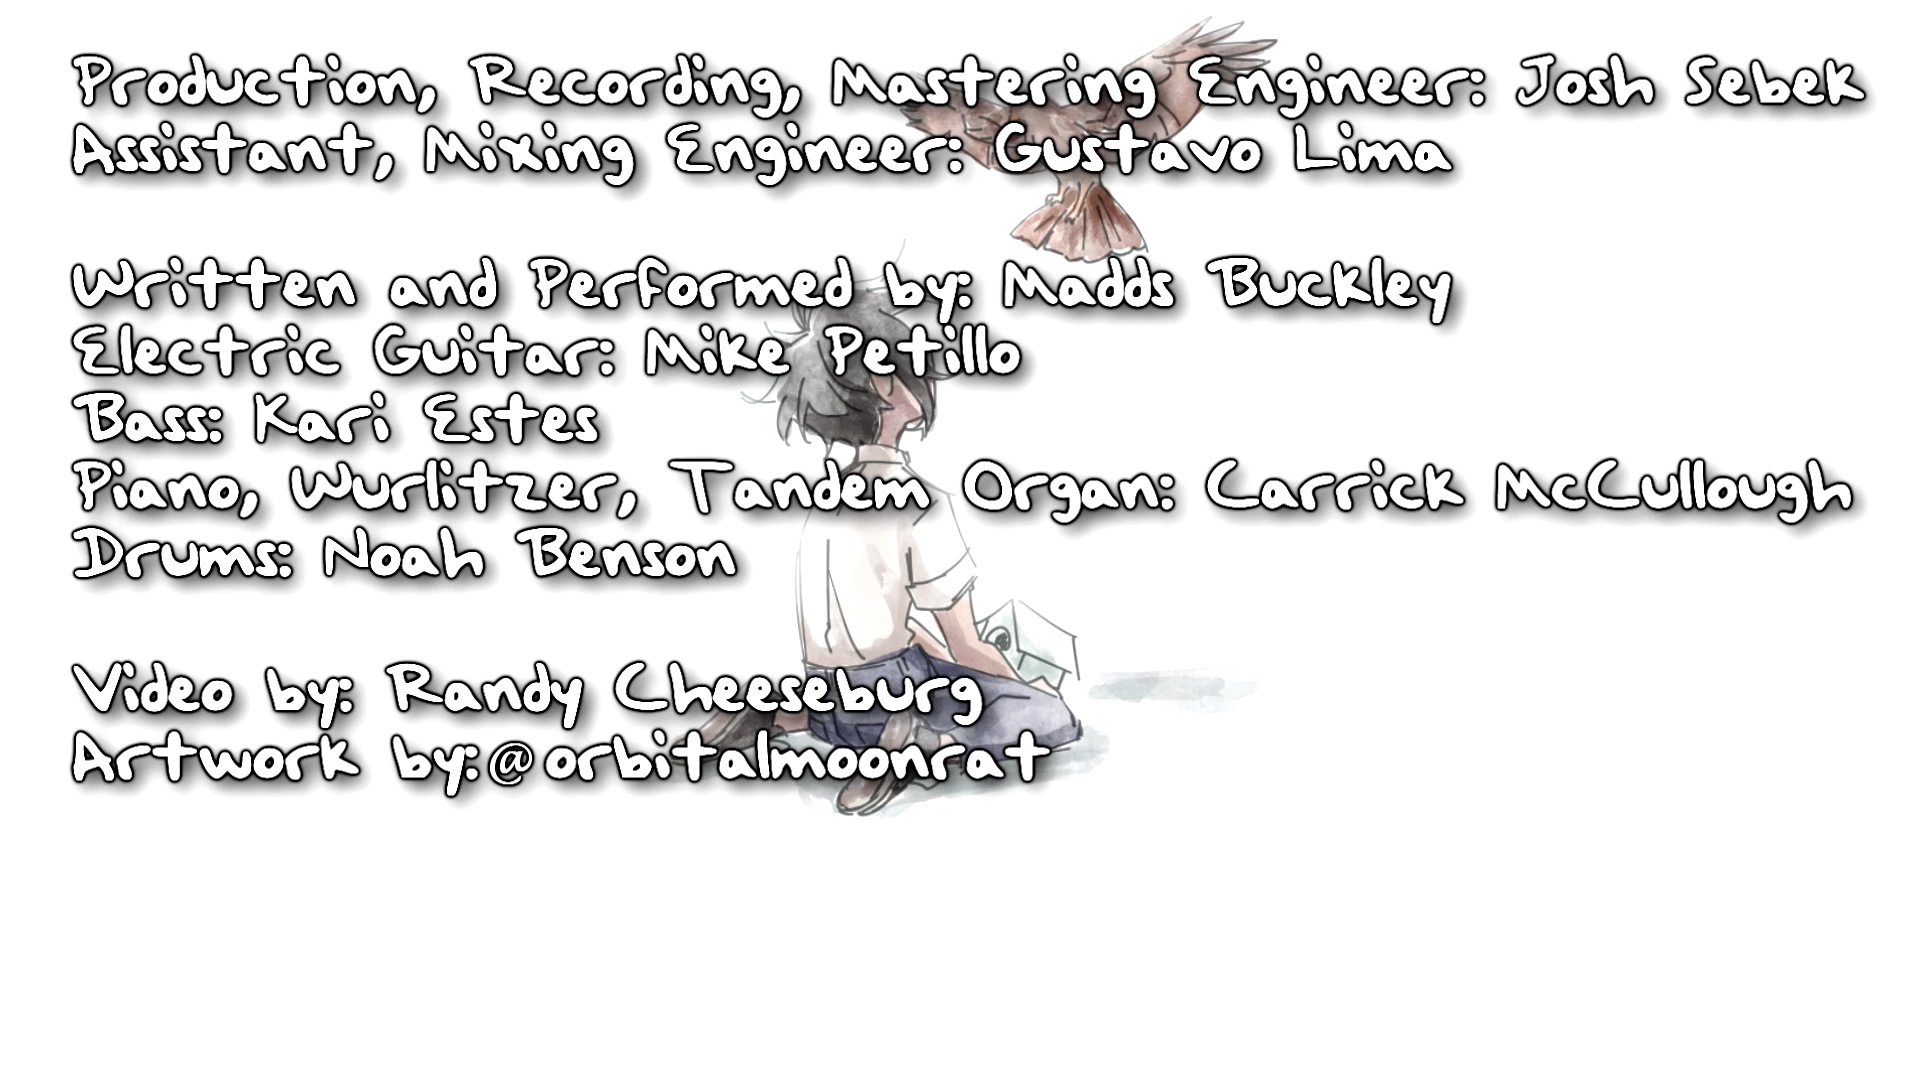 Production, Recording, Mastering Engineer: Josh Sebek
Assistant, Mixing Engineer: Gustavo Lima
Written and Performed by: Madds Buckley
Electric Guitar: Mike Petillo
Bass: Kari Estes
Piano, Wurlitzer, Tandem Organ: Carrick McCullough
Drums: Noah Benson
Video by: Randy Cheeseburg
Artwork by:@orbitalmoonrat